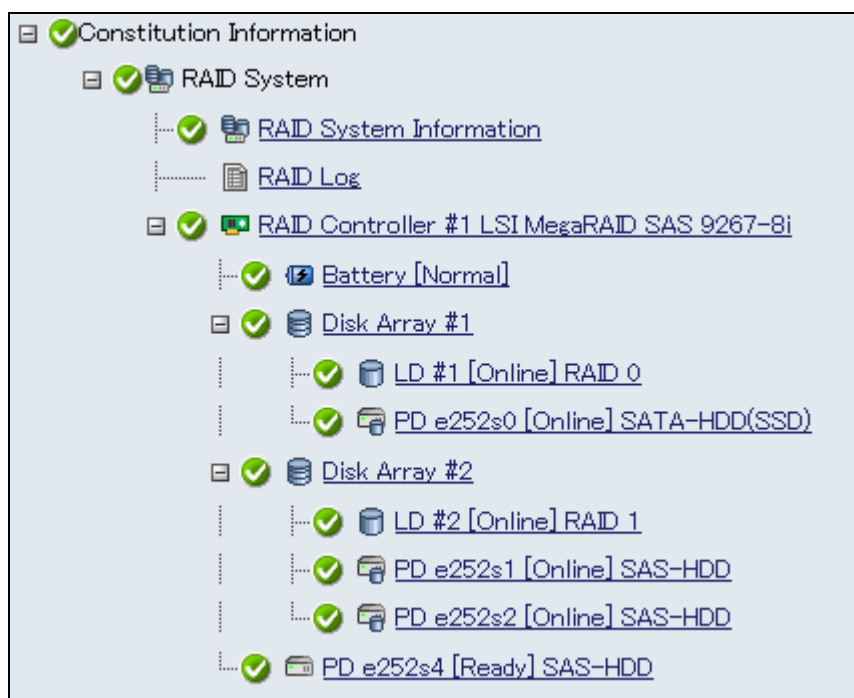 Constitution Information
RAID System
RAID System Information
RAID Log
RAID Controller #1 LSI MegaRAID SAS 9267-8i
Battery [Normal]
Disk Array #1
LD #1 [Online] RAID 0
PD e252s0 [Online] SATA-HDD(SSD)
Disk Array #2
LD #2 [Online] RAID 1
PD e252s1 [Online] SAS-HDD
PD e252s2 [Online] SAS-HDD
PD e252s4 [Ready] SAS-HDD